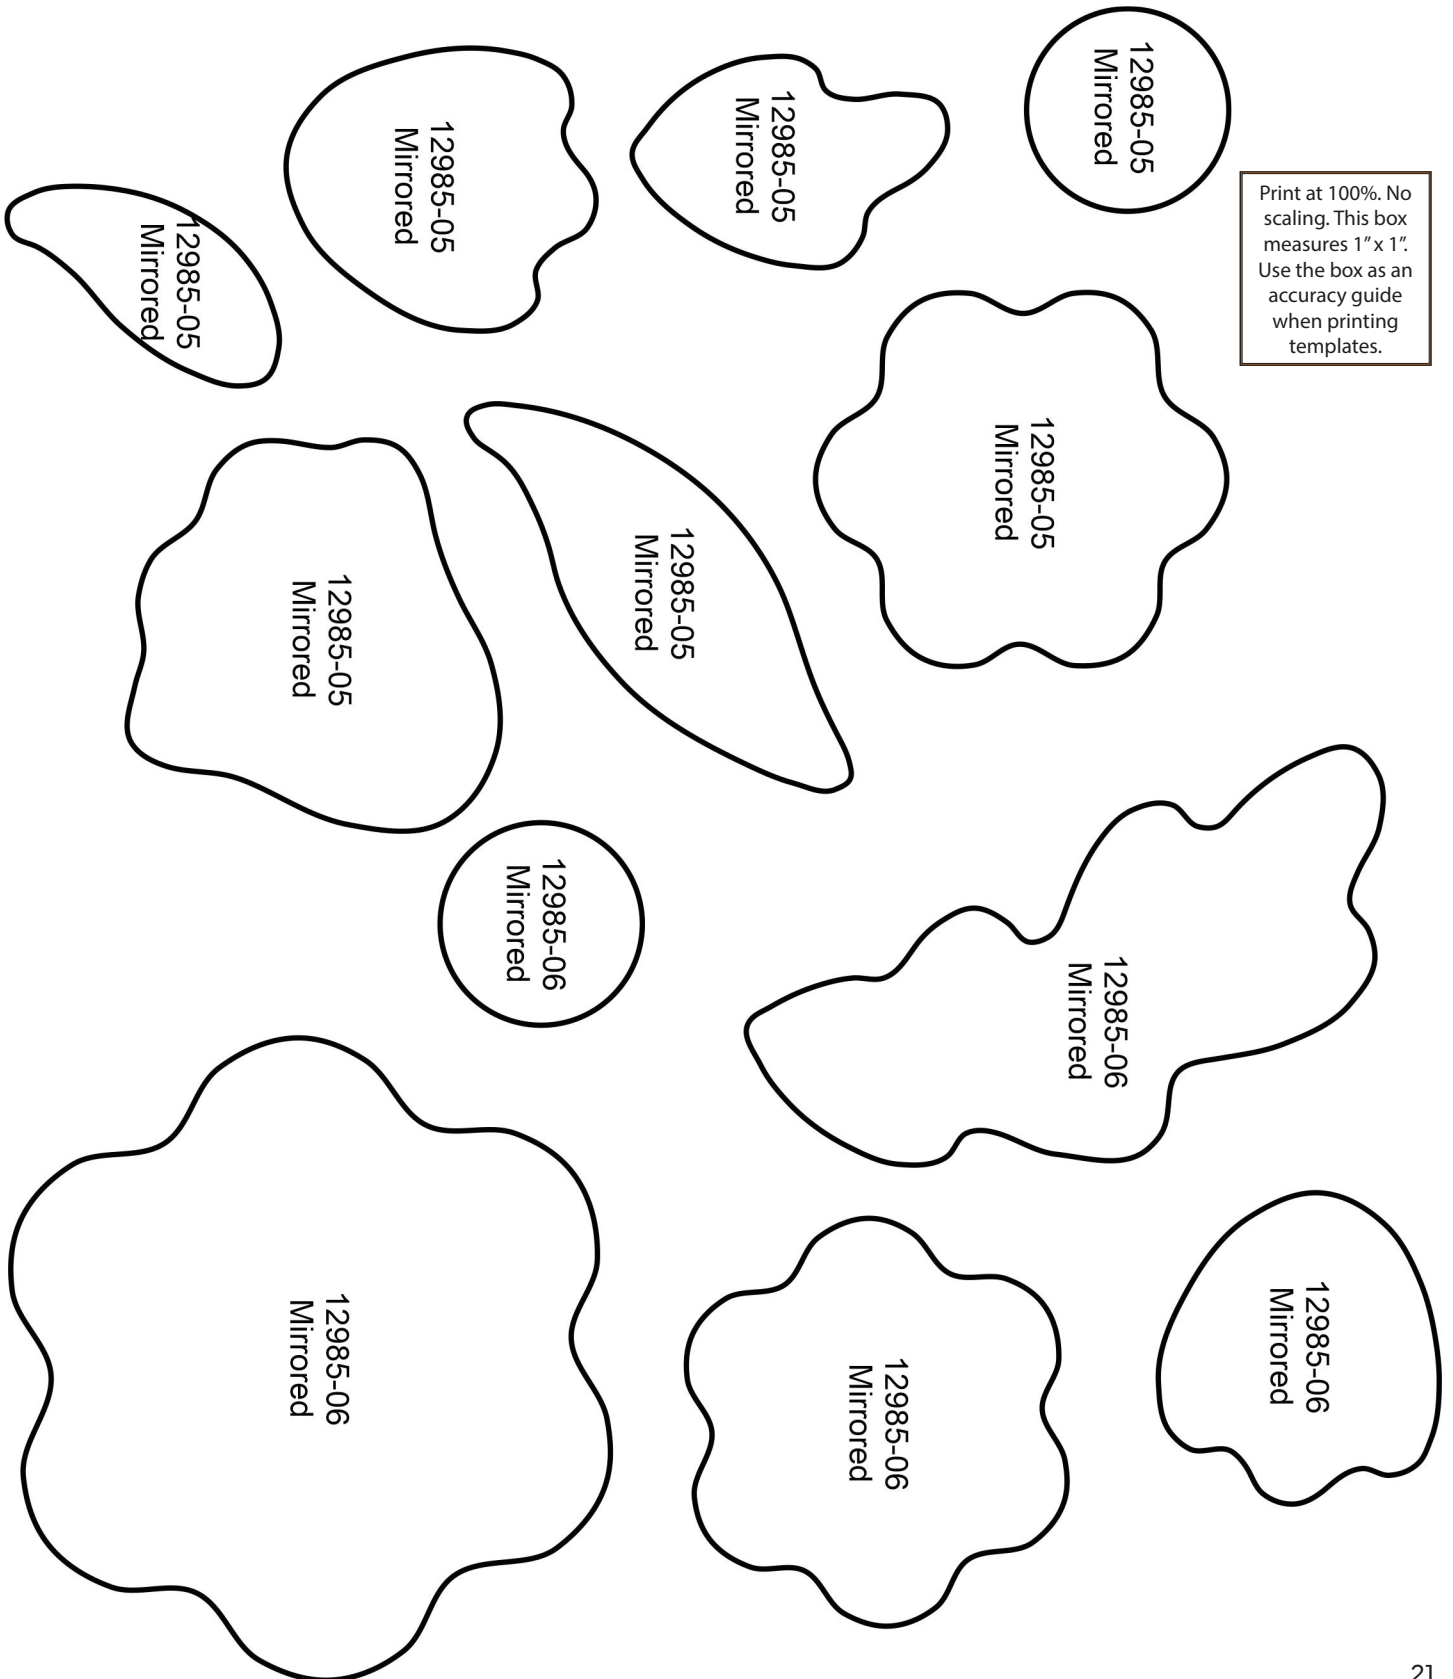 12985-05
Mirrored
12985-05
Mirrored
12985-05
Mirrored
12985-05
Mirrored
Print at 100%. No
scaling. This box
measures 1” x 1”.
Use the box as an
accuracy guide
when printing
templates.
12985-05
Mirrored
12985-05
Mirrored
12985-05
Mirrored
12985-06
Mirrored
12985-06
Mirrored
12985-06
Mirrored
12985-06
Mirrored
12985-06
Mirrored
21